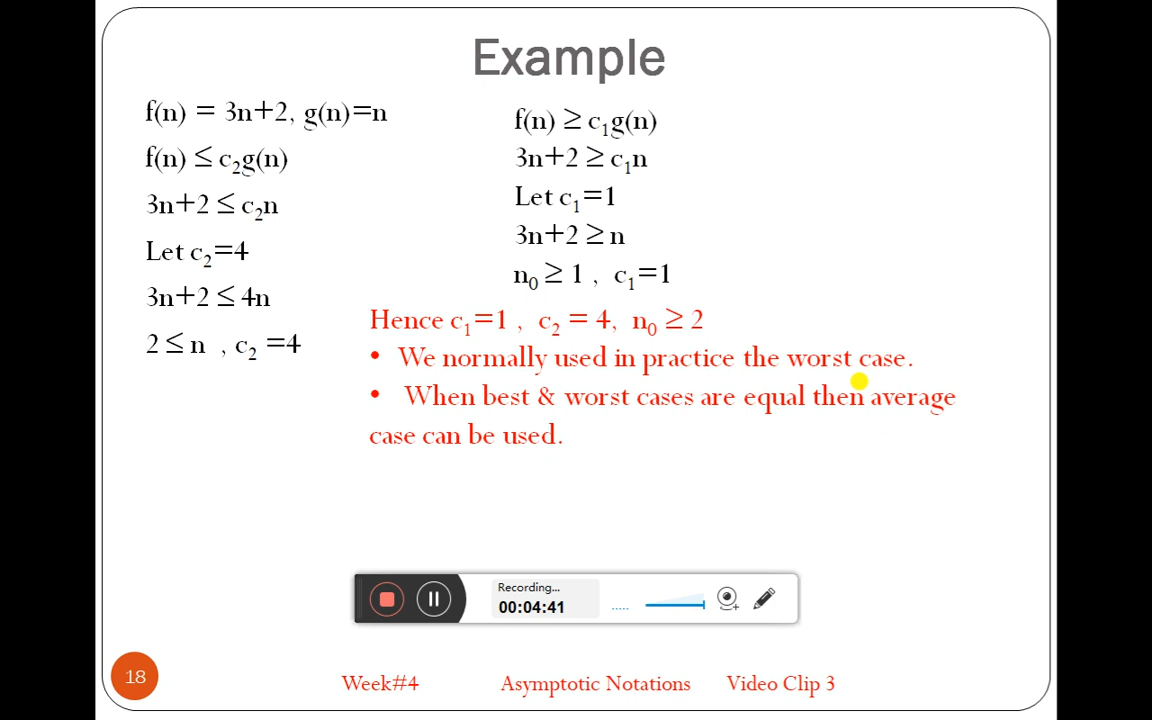 Example
f(n) = 3n+2, g(n)=n
f(n) ≤ c₂g(n)
3n+2 ≤ c₂n
Let c₂=4
3n+2 ≤ 4n
2 ≤ n , c₂ =4
f(n) ≥ c₁g(n)
3n+2 ≥ c₁n
Let c₁=1
3n+2 ≥ n
n₀ ≥ 1 , c₁=1
Hence c₁=1 , c₂ = 4, n₀ ≥ 2
• We normally used in practice the worst case.
• When best & worst cases are equal then average
case can be used.
Recording...
00:04:41
18
Week#4 Asymptotic Notations Video Clip 3